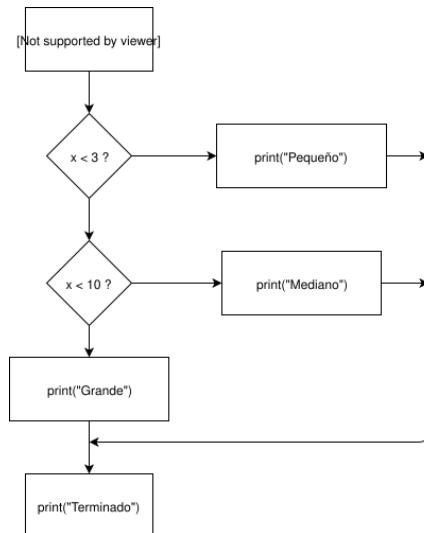 [Not supported by viewer]
x < 3 ?
print("Pequeño")
x < 10 ?
print("Mediano")
print("Grande")
print("Terminado")